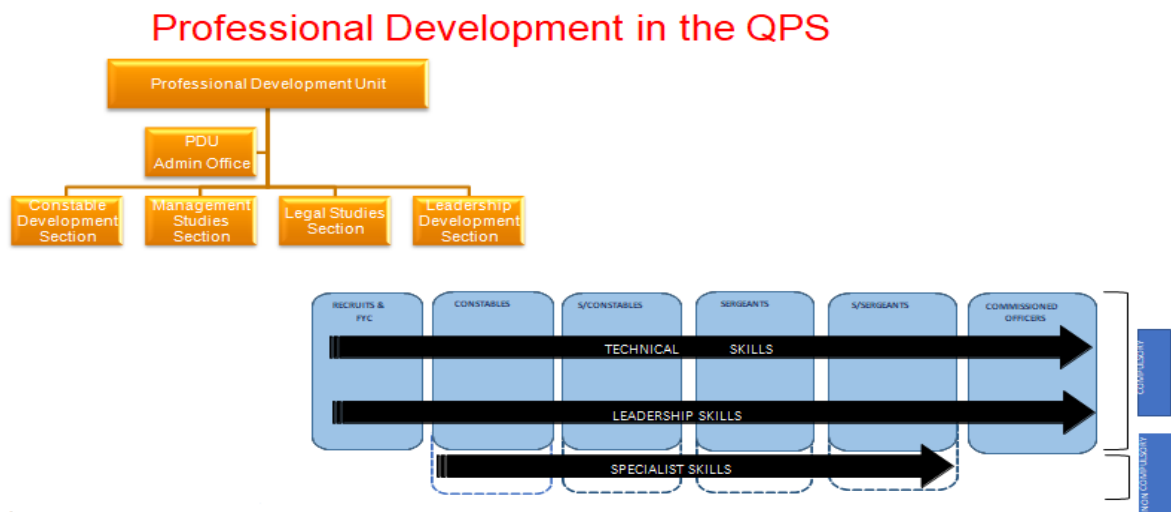 Professional Development in the QPS
Professional Development Unit
PDU
Admin Office
Constable
Development
Section
Management
Studies
Section
Legal Studies
Section
Leadership
Development
Section
RECRUITS &
FYC
CONSTABLES
S/CONSTABLES
SERGEANTS
S/SERGEANTS
COMMISSIONED
OFFICERS
TECHNICAL SKILLS
LEADERSHIP SKILLS
SPECIALIST SKILLS
COMPULSORY
NON COMPULSORY